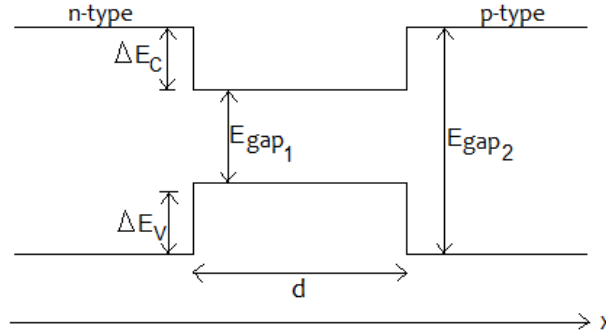 n-type
p-type
ΔE_C
E_gap_1
E_gap_2
ΔE_V
d
x